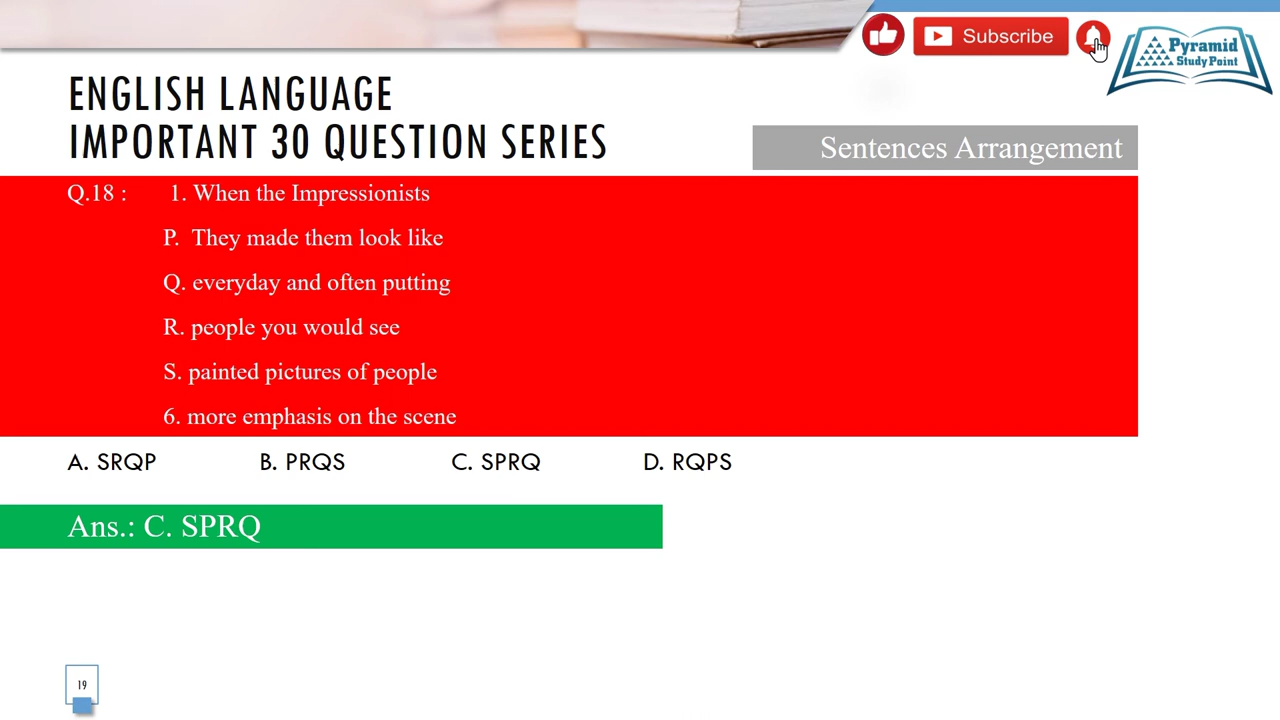 Subscribe
Pyramid
Study Point
ENGLISH LANGUAGE
IMPORTANT 30 QUESTION SERIES
Sentences Arrangement
Q.18 : 1. When the Impressionists
P. They made them look like
Q. everyday and often putting
R. people you would see
S. painted pictures of people
6. more emphasis on the scene
A. SRQP B. PRQS C. SPRQ D. RQPS
Ans.: C. SPRQ
19